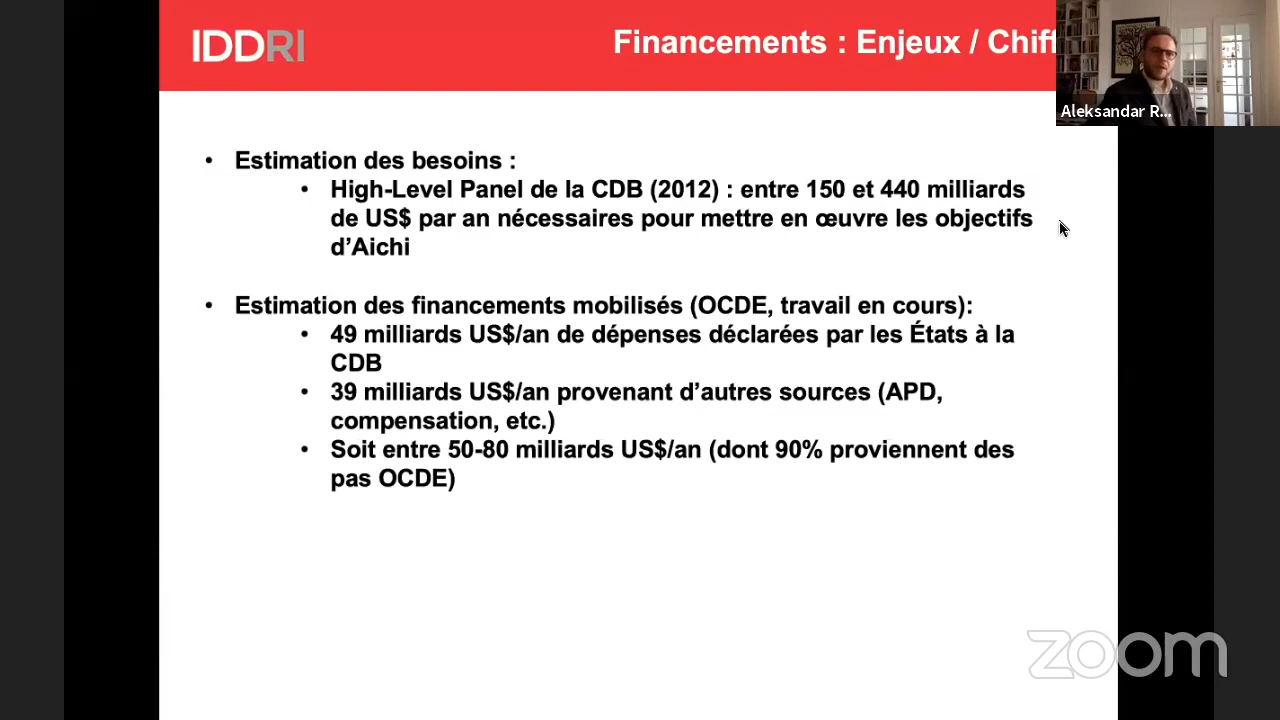 IDDRI
Financements : Enjeux / Chiff
Aleksandar R...
• Estimation des besoins :
• High-Level Panel de la CDB (2012) : entre 150 et 440 milliards
de US$ par an nécessaires pour mettre en œuvre les objectifs
d’Aichi
• Estimation des financements mobilisés (OCDE, travail en cours):
• 49 milliards US$/an de dépenses déclarées par les États à la
CDB
• 39 milliards US$/an provenant d’autres sources (APD,
compensation, etc.)
• Soit entre 50-80 milliards US$/an (dont 90% proviennent des
pas OCDE)
zoom